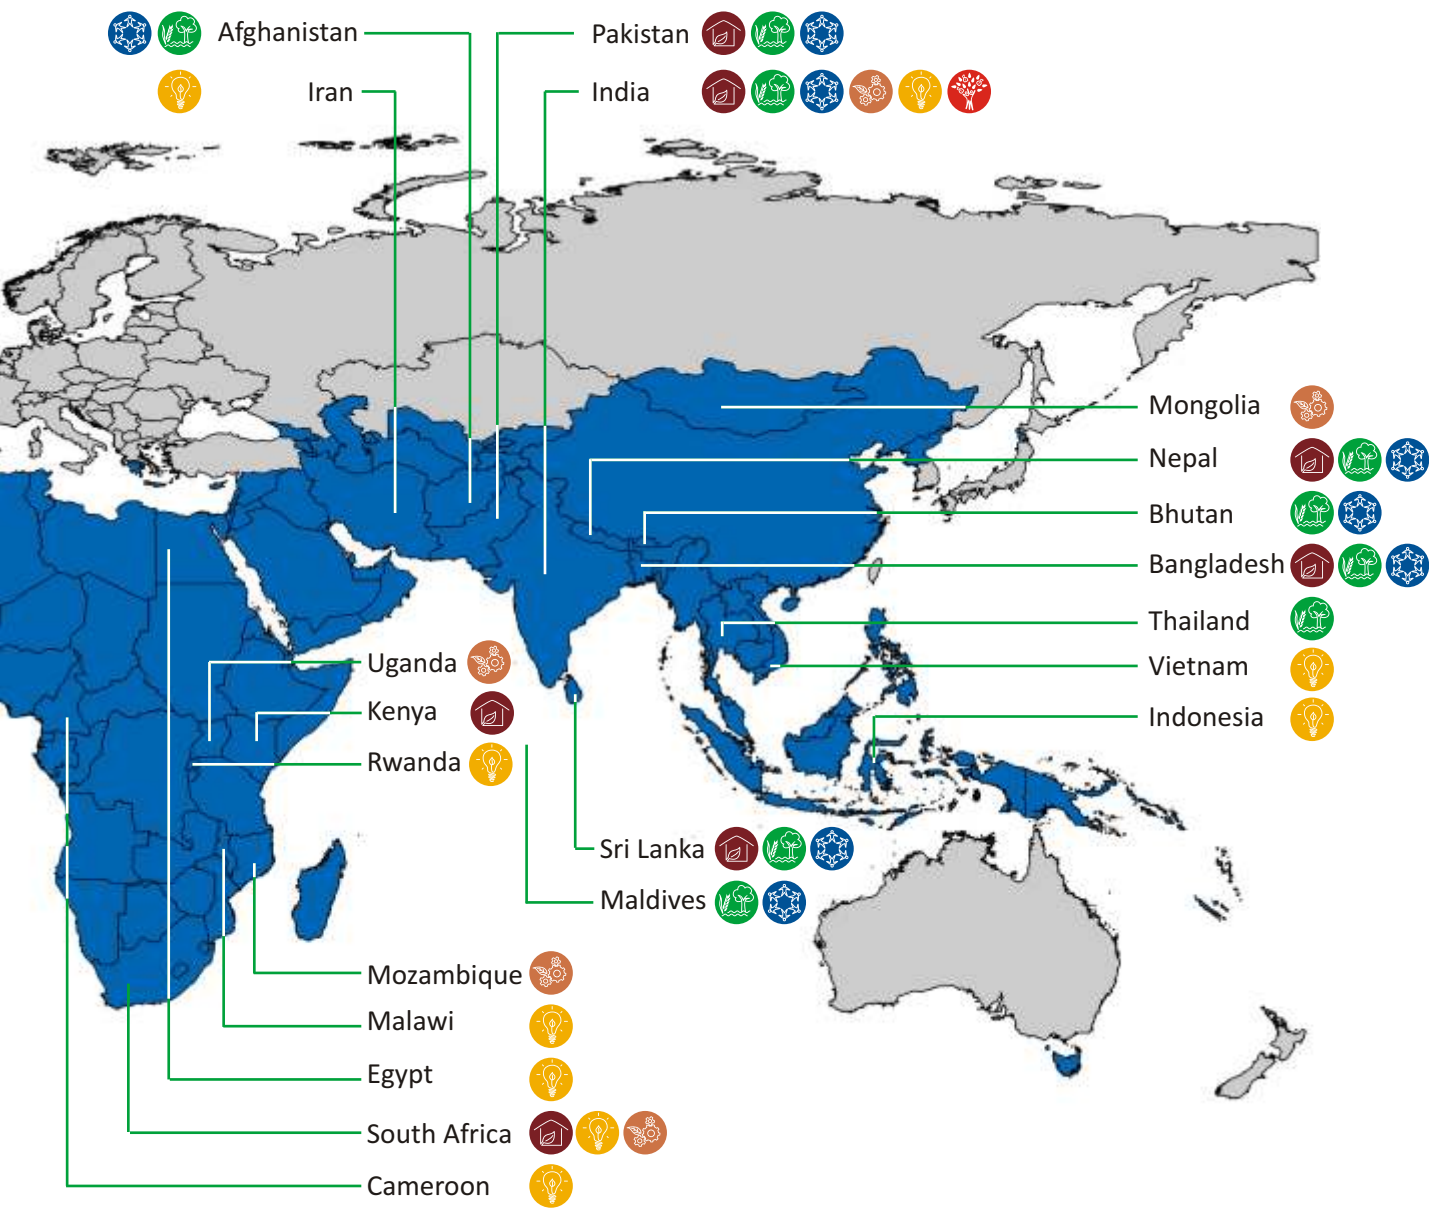 Afghanistan
Pakistan
Iran
India
Mongolia
Nepal
Bhutan
Bangladesh
Thailand
Vietnam
Indonesia
Uganda
Kenya
Rwanda
Sri Lanka
Maldives
Mozambique
Malawi
Egypt
South Africa
Cameroon